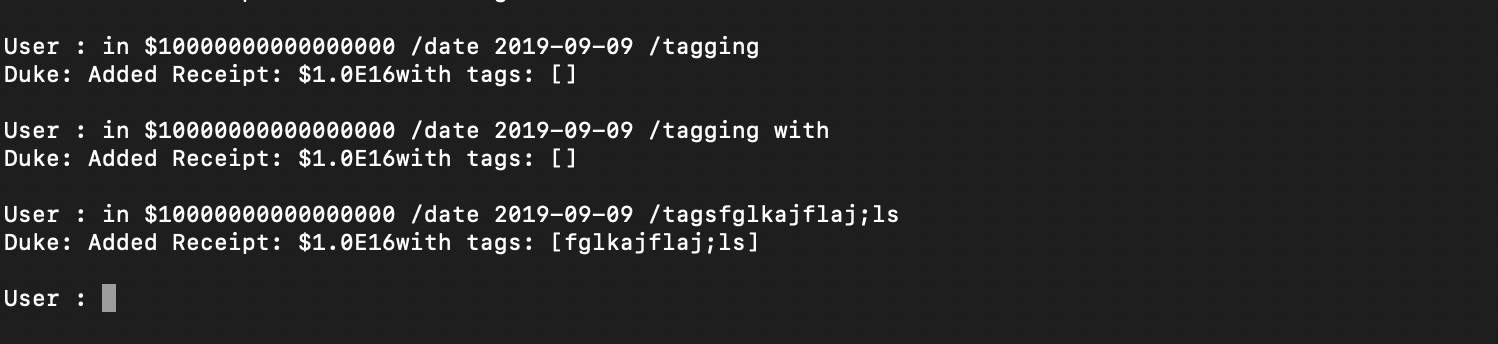 User : in $10000000000000000 /date 2019-09-09 /tagging
Duke: Added Receipt: $1.0E16with tags: []
User : in $10000000000000000 /date 2019-09-09 /tagging with
Duke: Added Receipt: $1.0E16with tags: []
User : in $10000000000000000 /date 2019-09-09 /tagsfglkajflaj;ls
Duke: Added Receipt: $1.0E16with tags: [fglkajflaj;ls]
User :